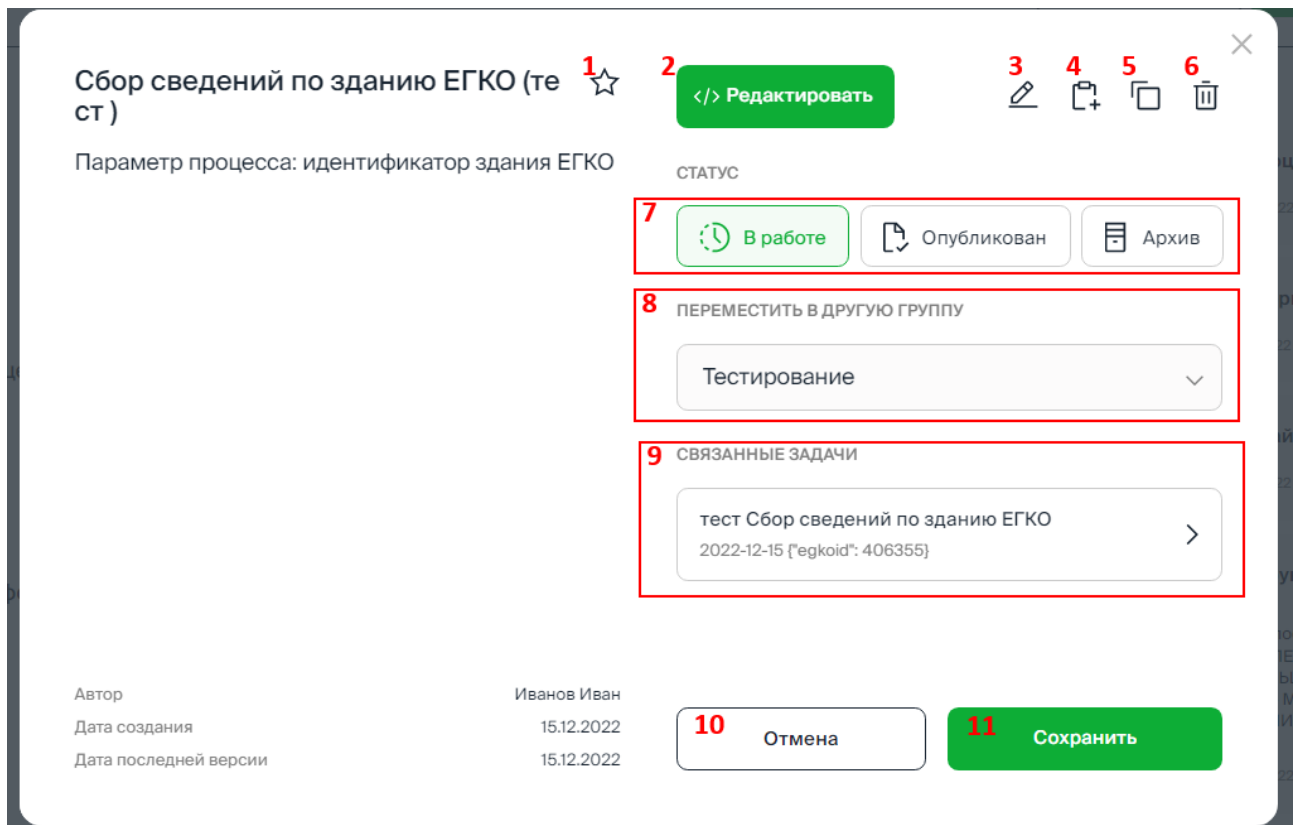 1
2
3
4
5
6
Сбор сведений по зданию ЕГКО (те
ст )
</> Редактировать
Параметр процесса: идентификатор здания ЕГКО
СТАТУС
7
В работе
Опубликован
Архив
8
ПЕРЕМЕСТИТЬ В ДРУГУЮ ГРУППУ
Тестирование
9
СВЯЗАННЫЕ ЗАДАЧИ
тест Сбор сведений по зданию ЕГКО
2022-12-15 {"egkoid": 406355}
Автор Иванов Иван
Дата создания 15.12.2022
Дата последней версии 15.12.2022
10
Отмена
11
Сохранить